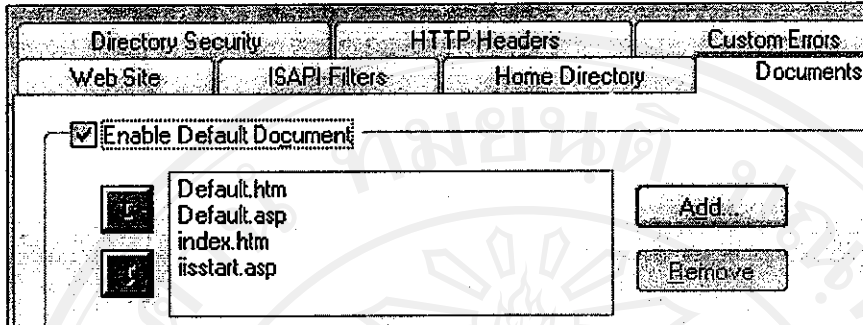 Directory Security HTTP Headers Custom Errors
Web Site ISAPI Filters Home Directory Documents
Enable Default Document
Default.htm
Default.asp
index.htm
iisstart.asp
Add...
Remove